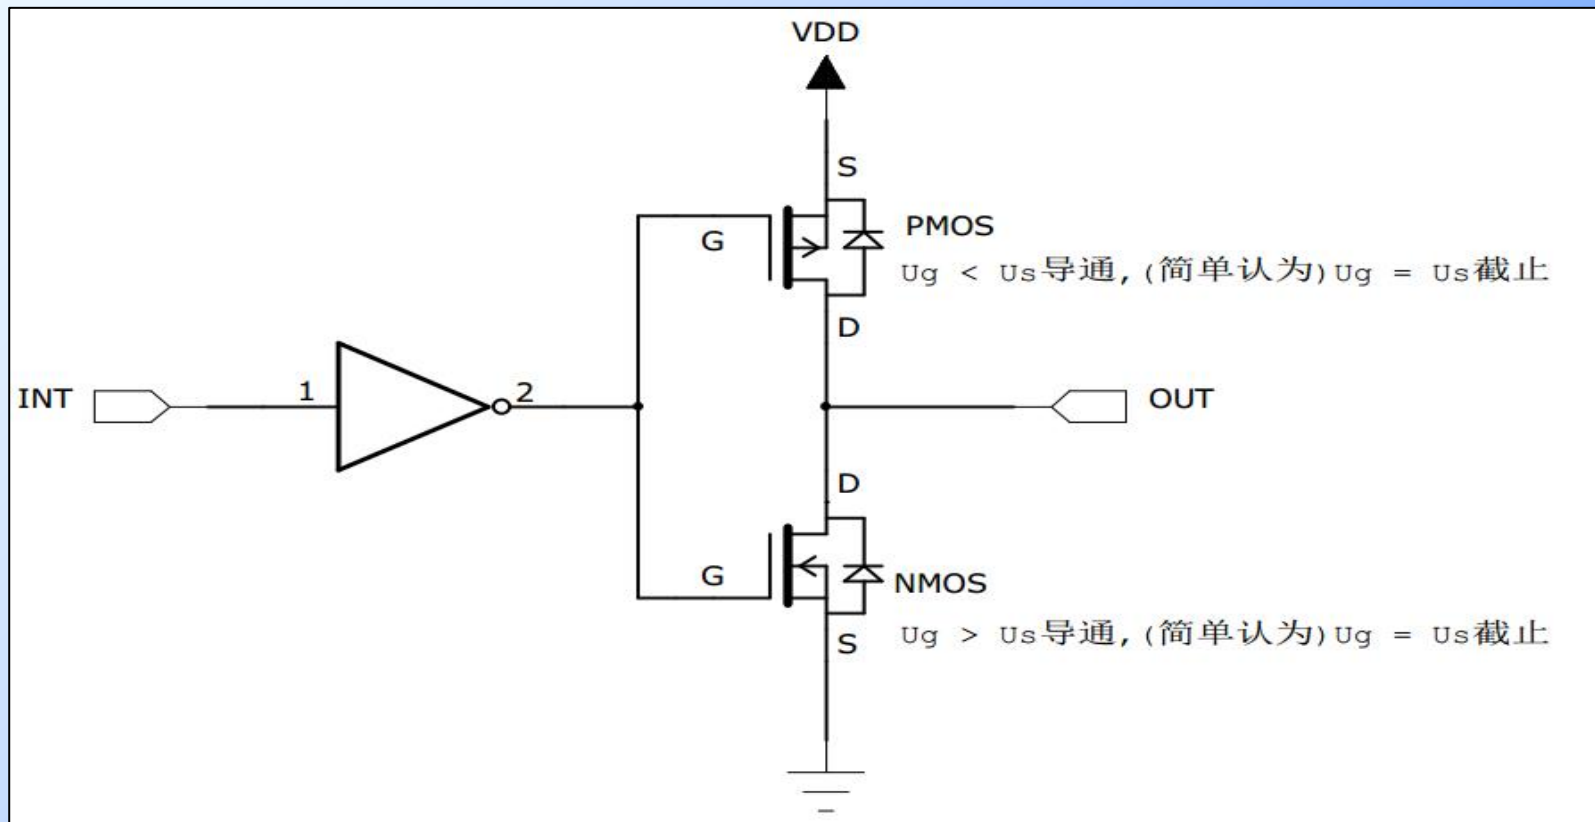 VDD
S
G
PMOS
Ug < Us导通,(简单认为)Ug = Us截止
D
INT
1
2
OUT
D
G
NMOS
Ug > Us导通,(简单认为)Ug = Us截止
S